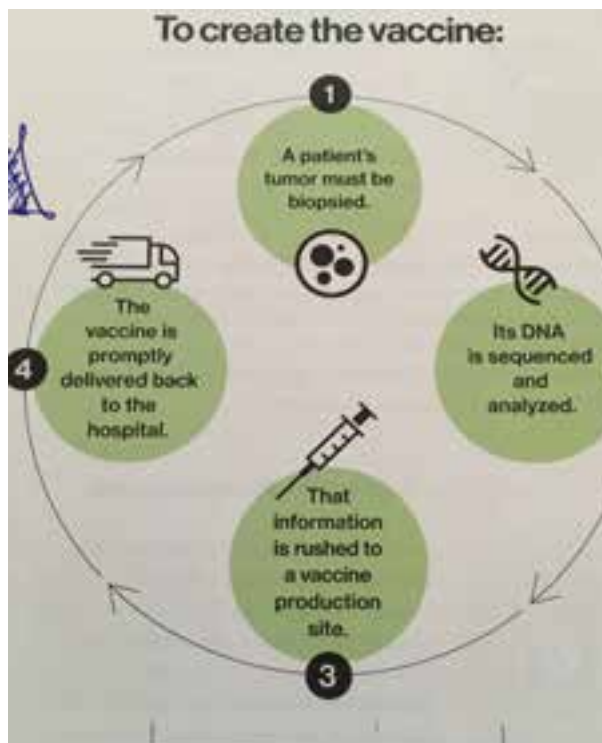 To create the vaccine:
1
A patient's
tumor must be
biopsied.
Its DNA
is sequenced
and
analyzed.
3
That
information
is rushed to
a vaccine
production
site.
4
The
vaccine is
promptly
delivered back
to the
hospital.